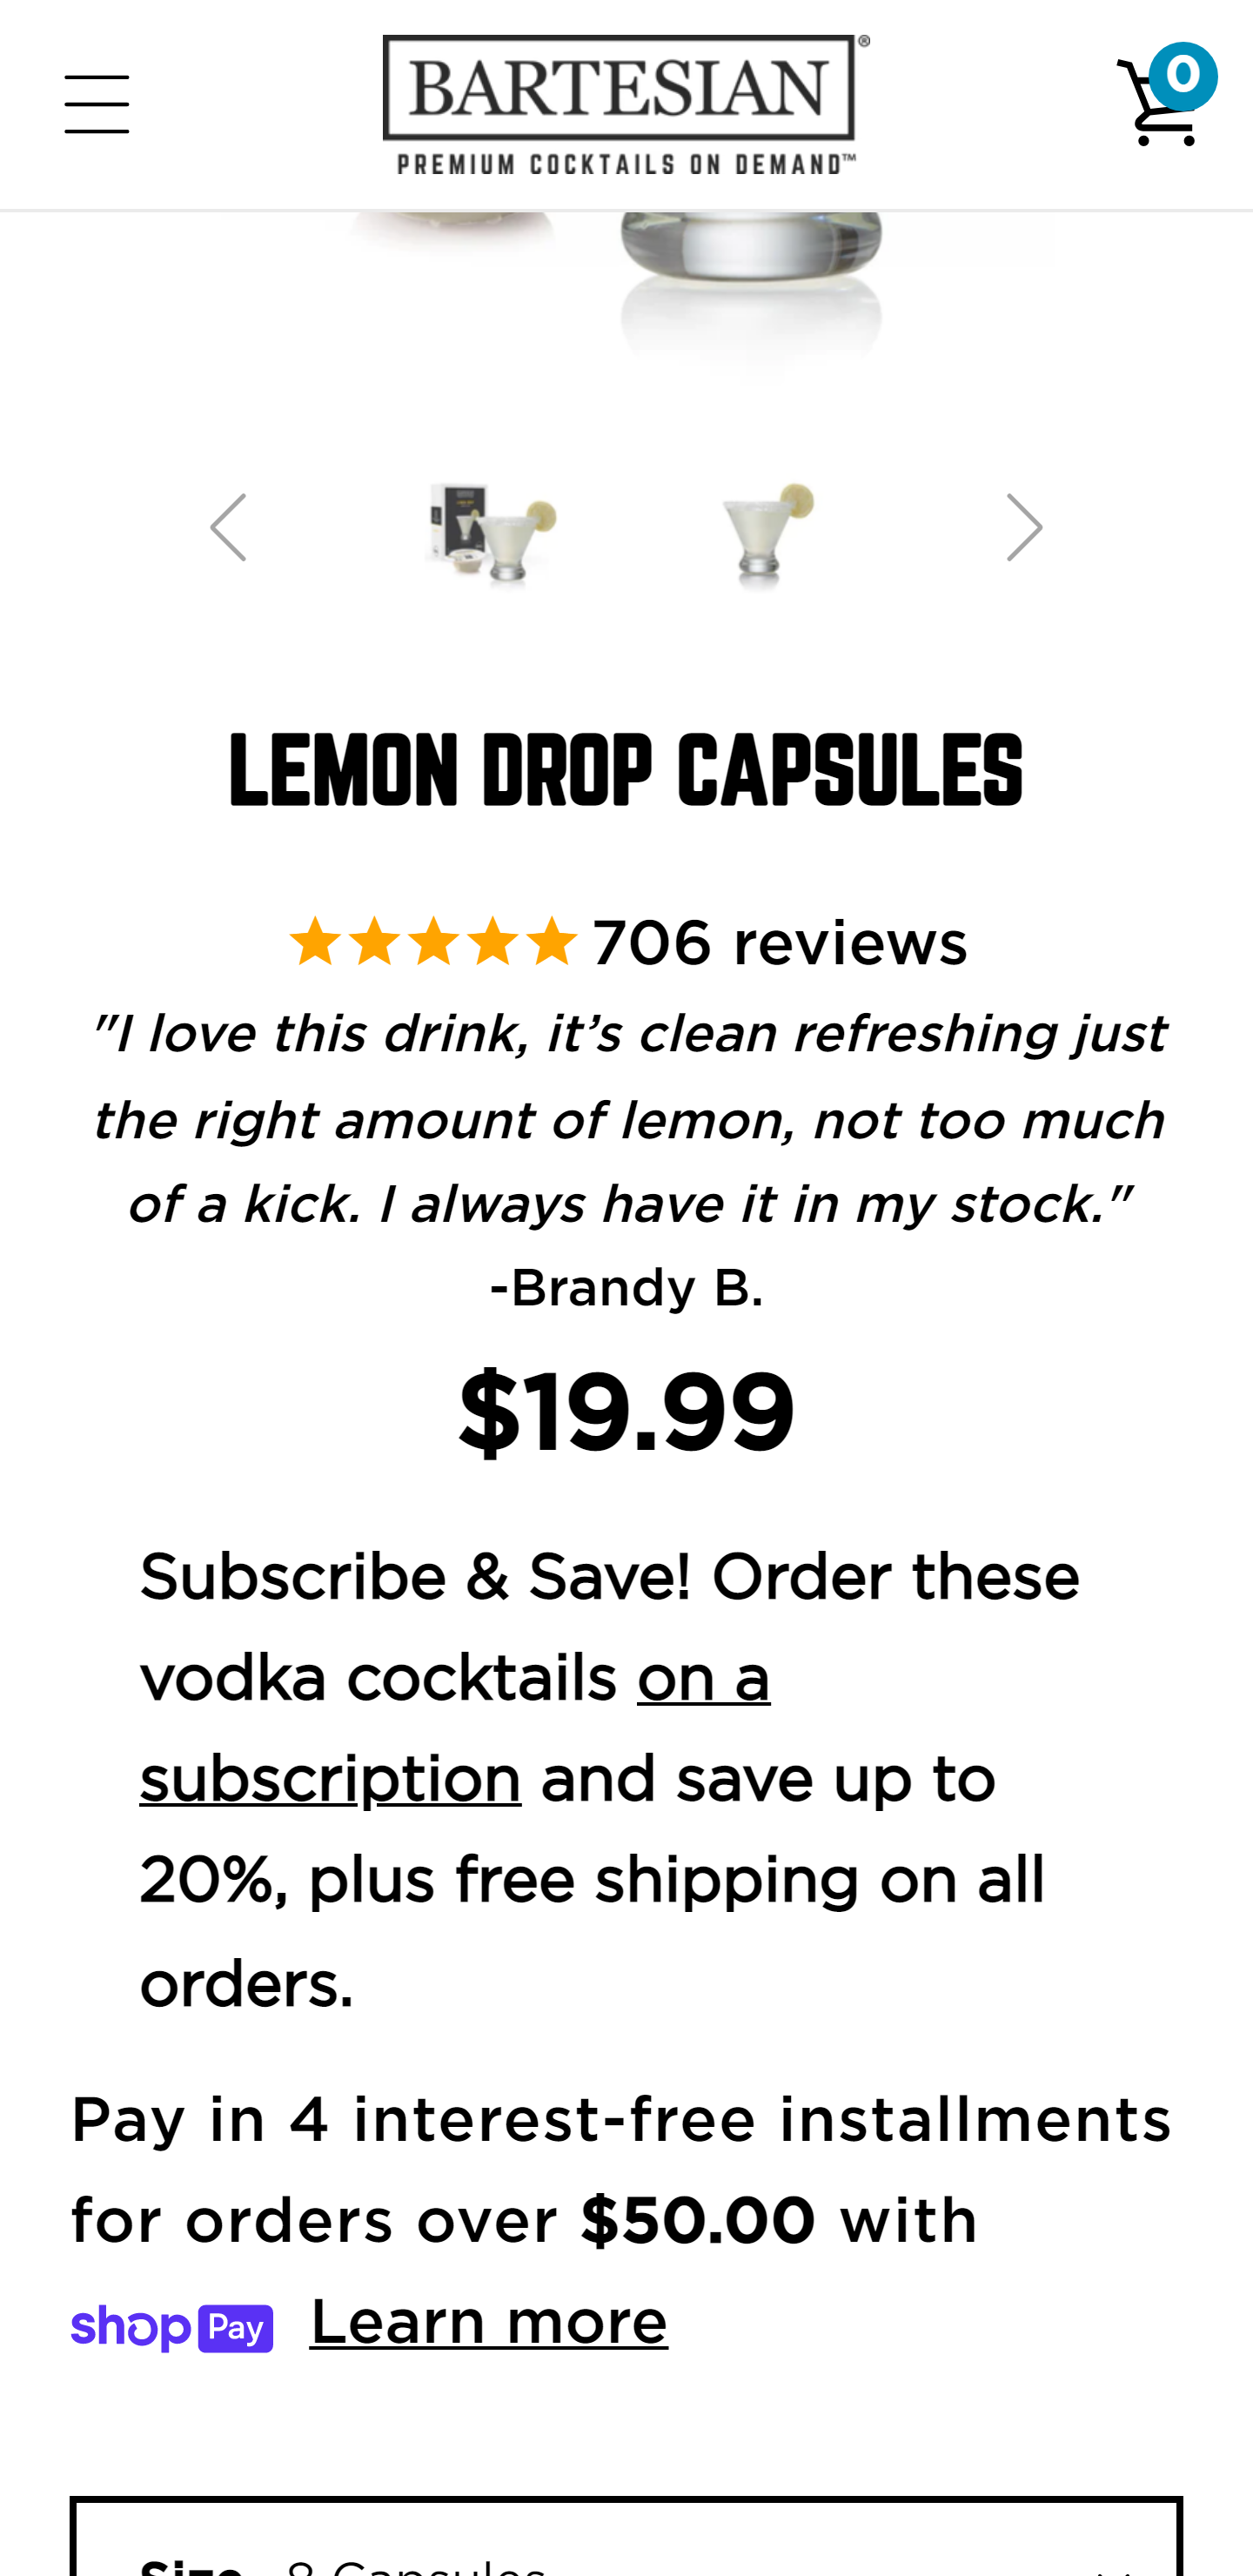 BARTESIAN®
PREMIUM COCKTAILS ON DEMAND™
0
LEMON DROP CAPSULES
706 reviews
"I love this drink, it’s clean refreshing just
the right amount of lemon, not too much
of a kick. I always have it in my stock."
-Brandy B.
$19.99
Subscribe & Save! Order these
vodka cocktails on a
subscription and save up to
20%, plus free shipping on all
orders.
Pay in 4 interest-free installments
for orders over $50.00 with
shop Pay Learn more
Size 8 Capsules